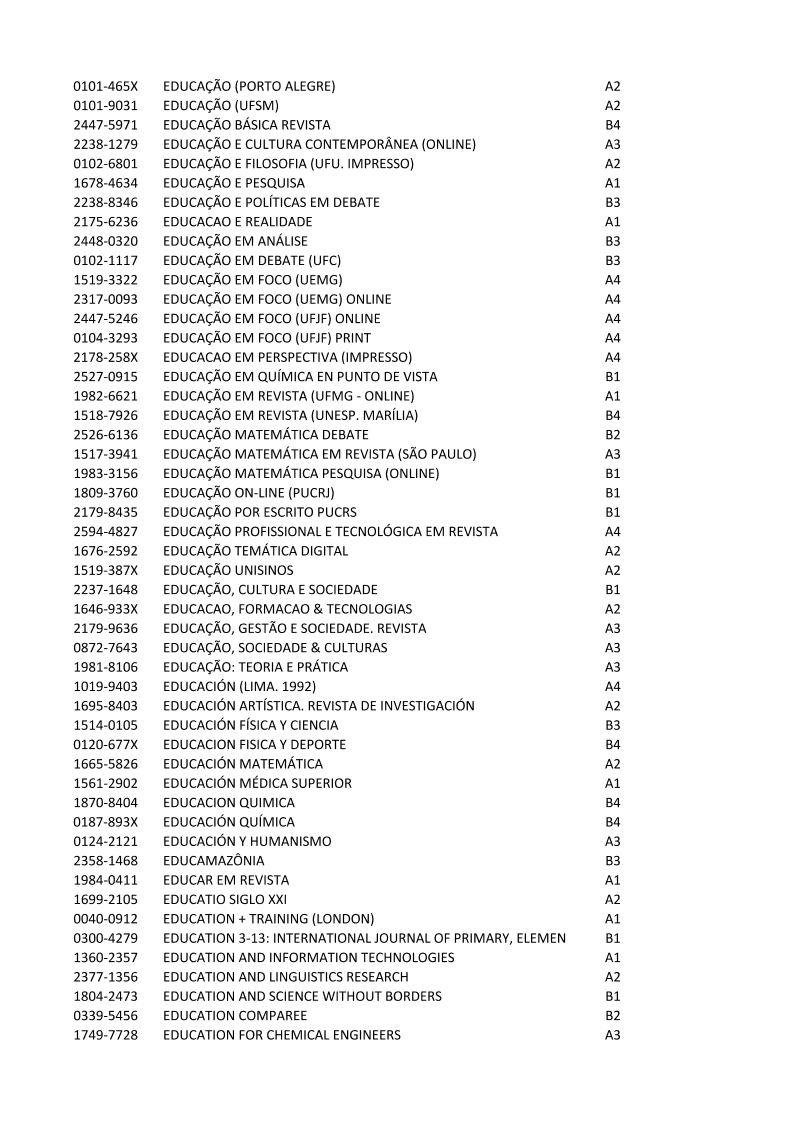 0101-465X EDUCAÇÃO (PORTO ALEGRE) A2
0101-9031 EDUCAÇÃO (UFSM) A2
2447-5971 EDUCAÇÃO BÁSICA REVISTA B4
2238-1279 EDUCAÇÃO E CULTURA CONTEMPORÂNEA (ONLINE) A3
0102-6801 EDUCAÇÃO E FILOSOFIA (UFU. IMPRESSO) A2
1678-4634 EDUCAÇÃO E PESQUISA A1
2238-8346 EDUCAÇÃO E POLÍTICAS EM DEBATE B3
2175-6236 EDUCACAO E REALIDADE A1
2448-0320 EDUCAÇÃO EM ANÁLISE B3
0102-1117 EDUCAÇÃO EM DEBATE (UFC) B3
1519-3322 EDUCAÇÃO EM FOCO (UEMG) A4
2317-0093 EDUCAÇÃO EM FOCO (UEMG) ONLINE A4
2447-5246 EDUCAÇÃO EM FOCO (UFJF) ONLINE A4
0104-3293 EDUCAÇÃO EM FOCO (UFJF) PRINT A4
2178-258X EDUCACAO EM PERSPECTIVA (IMPRESSO) A4
2527-0915 EDUCAÇÃO EM QUÍMICA EN PUNTO DE VISTA B1
1982-6621 EDUCAÇÃO EM REVISTA (UFMG - ONLINE) A1
1518-7926 EDUCAÇÃO EM REVISTA (UNESP. MARÍLIA) B4
2526-6136 EDUCAÇÃO MATEMÁTICA DEBATE B2
1517-3941 EDUCAÇÃO MATEMÁTICA EM REVISTA (SÃO PAULO) A3
1983-3156 EDUCAÇÃO MATEMÁTICA PESQUISA (ONLINE) B1
1809-3760 EDUCAÇÃO ON-LINE (PUCRJ) B1
2179-8435 EDUCAÇÃO POR ESCRITO PUCRS B1
2594-4827 EDUCAÇÃO PROFISSIONAL E TECNOLÓGICA EM REVISTA A4
1676-2592 EDUCAÇÃO TEMÁTICA DIGITAL A2
1519-387X EDUCAÇÃO UNISINOS A2
2237-1648 EDUCAÇÃO, CULTURA E SOCIEDADE B1
1646-933X EDUCACAO, FORMACAO & TECNOLOGIAS A2
2179-9636 EDUCAÇÃO, GESTÃO E SOCIEDADE. REVISTA A3
0872-7643 EDUCAÇÃO, SOCIEDADE & CULTURAS A3
1981-8106 EDUCAÇÃO: TEORIA E PRÁTICA A3
1019-9403 EDUCACIÓN (LIMA. 1992) A4
1695-8403 EDUCACIÓN ARTÍSTICA. REVISTA DE INVESTIGACIÓN A2
1514-0105 EDUCACIÓN FÍSICA Y CIENCIA B3
0120-677X EDUCACION FISICA Y DEPORTE B4
1665-5826 EDUCACIÓN MATEMÁTICA A2
1561-2902 EDUCACIÓN MÉDICA SUPERIOR A1
1870-8404 EDUCACION QUIMICA B4
0187-893X EDUCACIÓN QUÍMICA B4
0124-2121 EDUCACIÓN Y HUMANISMO A3
2358-1468 EDUCAMAZÔNIA B3
1984-0411 EDUCAR EM REVISTA A1
1699-2105 EDUCATIO SIGLO XXI A2
0040-0912 EDUCATION + TRAINING (LONDON) A1
0300-4279 EDUCATION 3-13: INTERNATIONAL JOURNAL OF PRIMARY, ELEMEN B1
1360-2357 EDUCATION AND INFORMATION TECHNOLOGIES A1
2377-1356 EDUCATION AND LINGUISTICS RESEARCH A2
1804-2473 EDUCATION AND SCIENCE WITHOUT BORDERS B1
0339-5456 EDUCATION COMPAREE B2
1749-7728 EDUCATION FOR CHEMICAL ENGINEERS A3